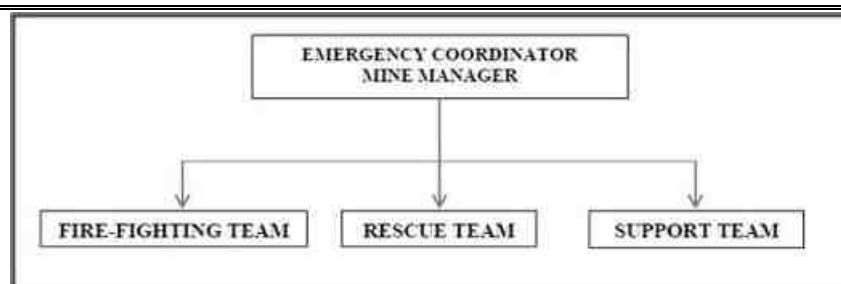 EMERGENCY COORDINATOR
MINE MANAGER
FIRE-FIGHTING TEAM
RESCUE TEAM
SUPPORT TEAM